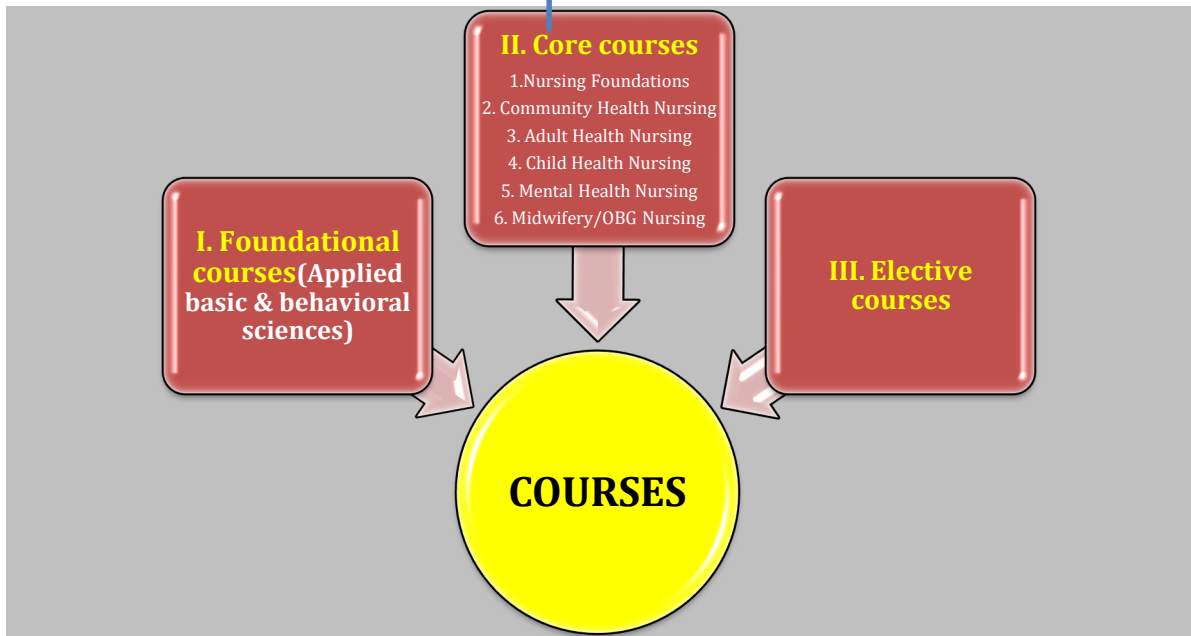 II. Core courses
1.Nursing Foundations
2. Community Health Nursing
3. Adult Health Nursing
4. Child Health Nursing
5. Mental Health Nursing
6. Midwifery/OBG Nursing
I. Foundational
courses(Applied
basic & behavioral
sciences)
III. Elective
courses
COURSES